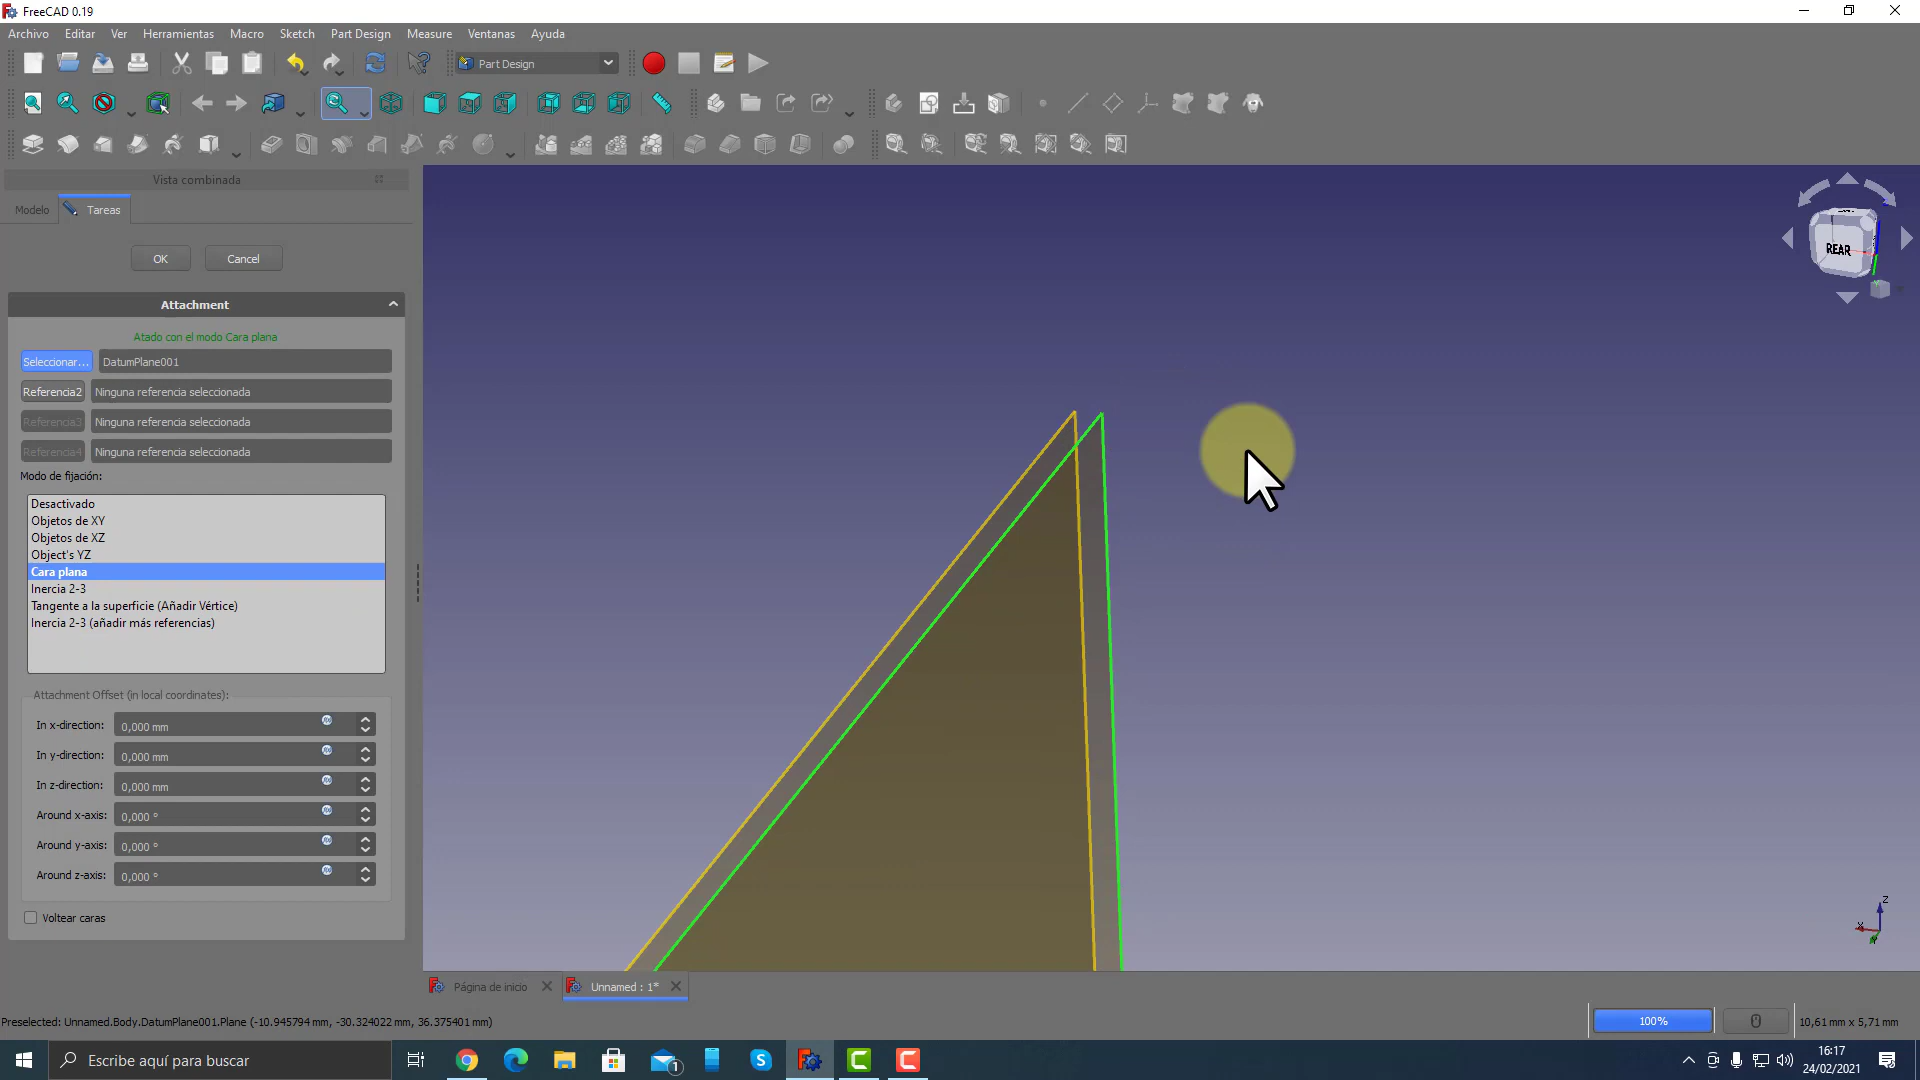 FreeCAD 0.19
Archivo Editar Ver Herramientas Macro Sketch Part Design Measure Ventanas Ayuda
Part Design
Vista combinada
Modelo Tareas
OK Cancel
Attachment
Atado con el modo Cara plana
Seleccionar... DatumPlane001
Referencia2 Ninguna referencia seleccionada
Referencia3 Ninguna referencia seleccionada
Referencia4 Ninguna referencia seleccionada
Modo de fijación:
Desactivado
Objetos de XY
Objetos de XZ
Object's YZ
Cara plana
Inercia 2-3
Tangente a la superficie (Añadir Vértice)
Inercia 2-3 (añadir más referencias)
Attachment Offset (in local coordinates):
In x-direction: 0,000 mm
In y-direction: 0,000 mm
In z-direction: 0,000 mm
Around x-axis: 0,000 °
Around y-axis: 0,000 °
Around z-axis: 0,000 °
Voltear caras
REAR
Z
X
Y
Página de inicio Unnamed : 1*
Preselected: Unnamed.Body.DatumPlane001.Plane (-10.945794 mm, -30.324022 mm, 36.375401 mm)
100% 10,61 mm x 5,71 mm
Escribe aquí para buscar
1
16:17
24/02/2021